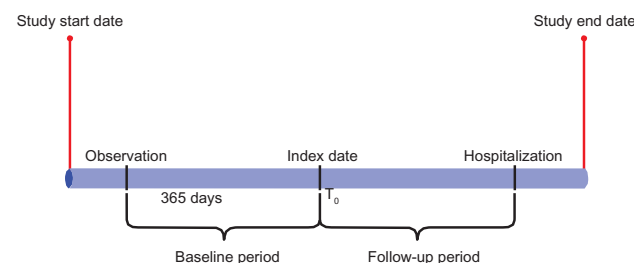 Study start date
Study end date
Observation
Index date
Hospitalization
365 days
T0
Baseline period
Follow-up period